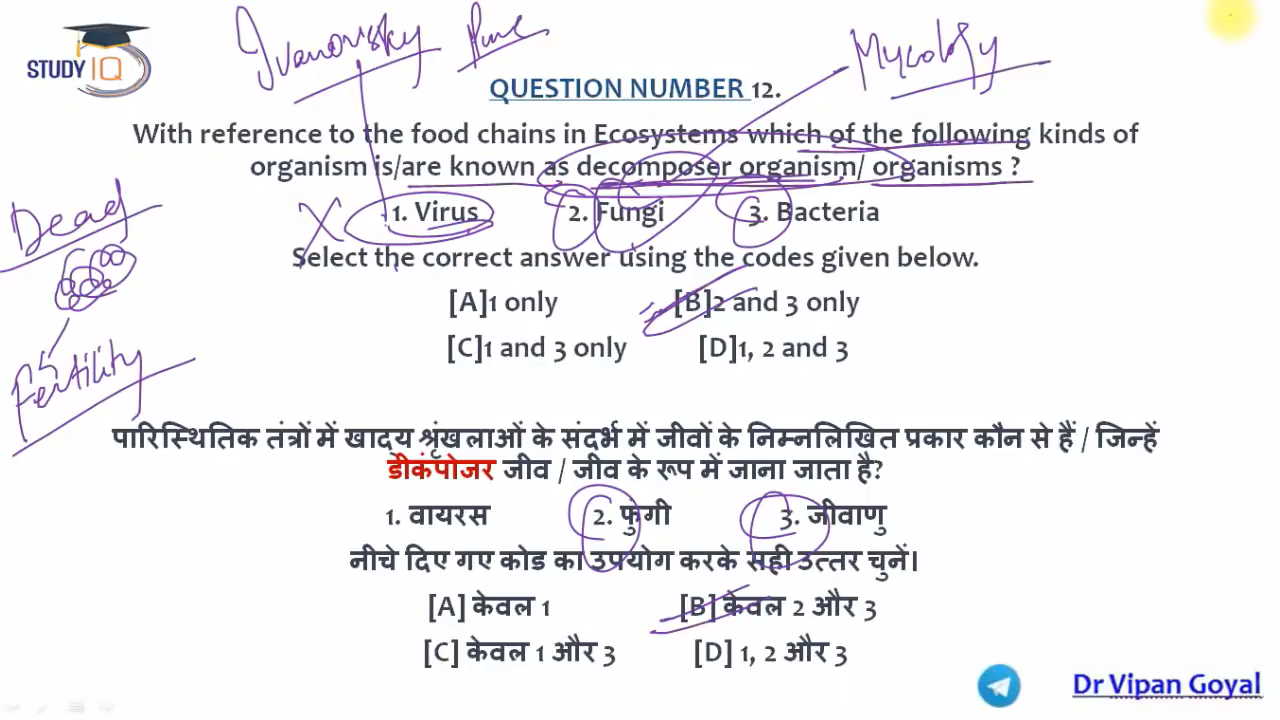 Ivanovsky
Mycology
STUDY IQ
QUESTION NUMBER 12.
With reference to the food chains in Ecosystems which of the following kinds of
organism is/are known as decomposer organism/ organisms ?
Dead
1. Virus 2. Fungi 3. Bacteria
Select the correct answer using the codes given below.
[A]1 only [B]2 and 3 only
[C]1 and 3 only [D]1, 2 and 3
Fertility
पारिस्थितिक तंत्रों में खाद्य श्रृंखलाओं के संदर्भ में जीवों के निम्नलिखित प्रकार कौन से हैं / जिन्हें
डीकंपोजर जीव / जीव के रूप में जाना जाता है?
1. वायरस 2. फुंगी 3. जीवाणु
नीचे दिए गए कोड का उपयोग करके सही उत्तर चुनें।
[A] केवल 1 [B] केवल 2 और 3
[C] केवल 1 और 3 [D] 1, 2 और 3
Dr Vipan Goyal